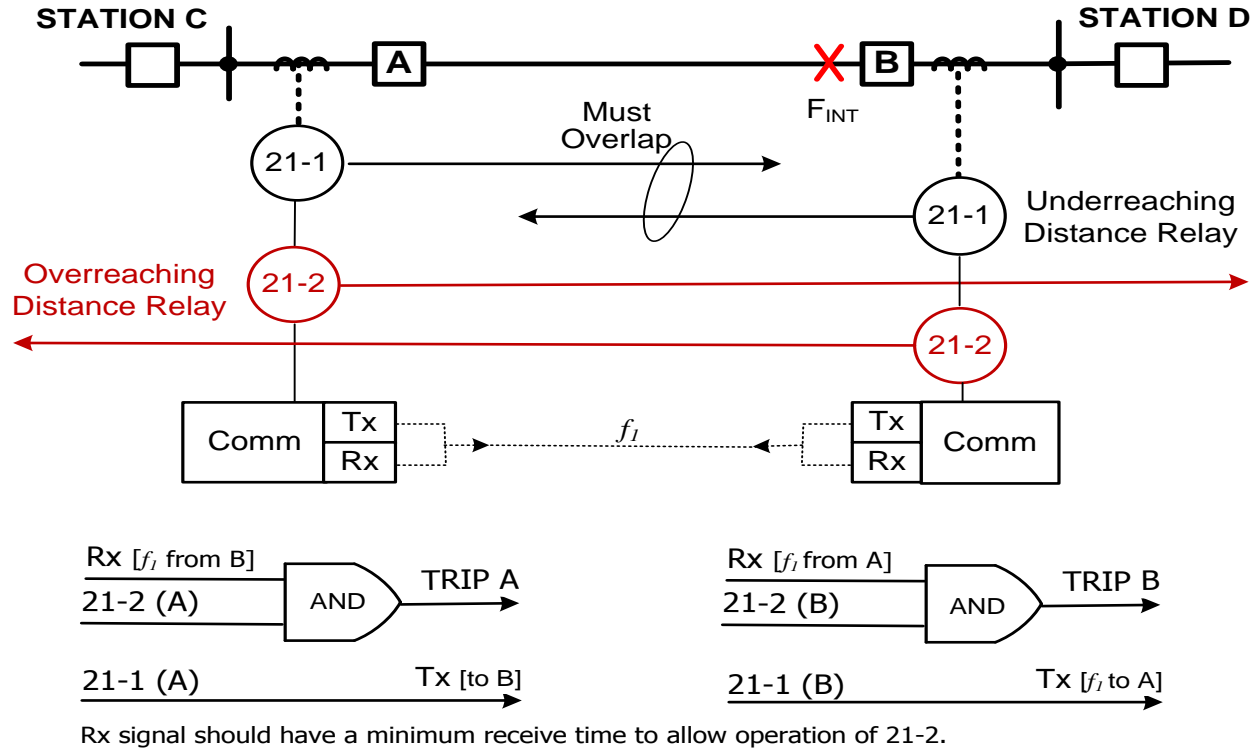 STATION C
STATION D
A
B
F_INT
Must
Overlap
21-1
21-1
Underreaching
Distance Relay
Overreaching
Distance Relay
21-2
21-2
Comm
Tx
Rx
f1
Tx
Rx
Comm
Rx [f1 from B]
21-2 (A)
AND
TRIP A
21-1 (A)
Tx [to B]
Rx [f1 from A]
21-2 (B)
AND
TRIP B
21-1 (B)
Tx [f1 to A]
Rx signal should have a minimum receive time to allow operation of 21-2.